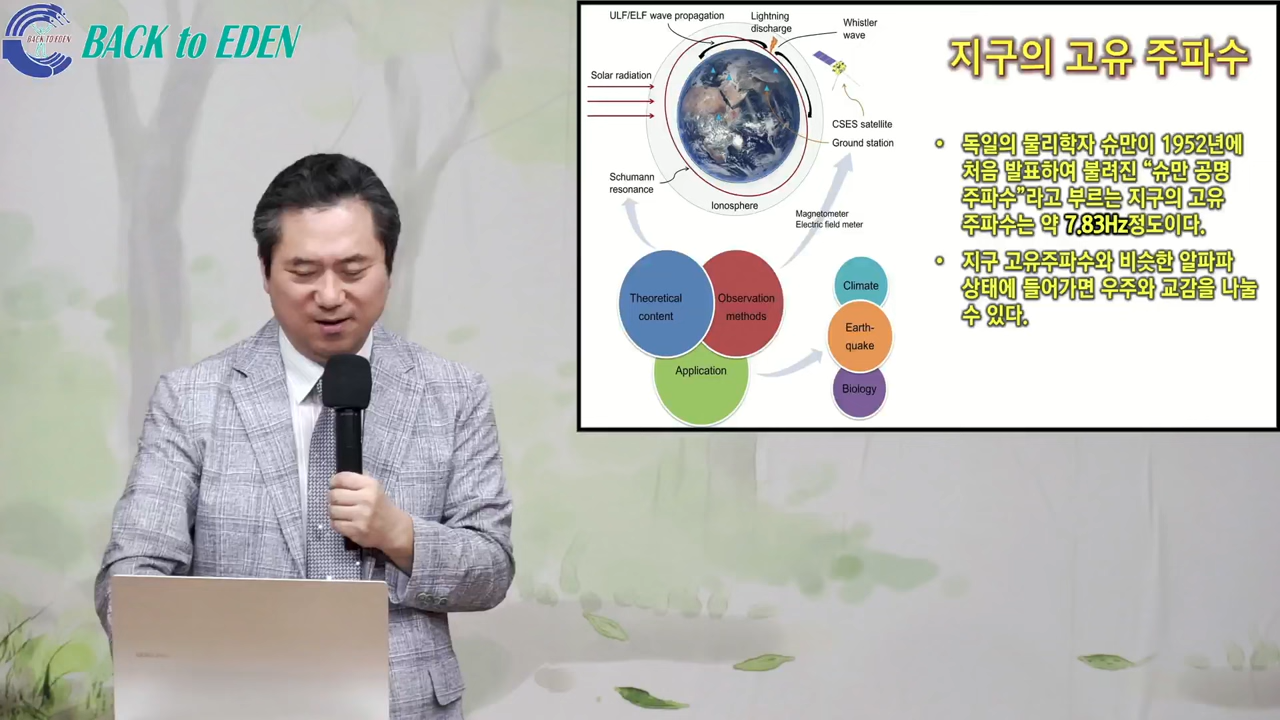 BACK TO EDEN
BACK to EDEN
ULF/ELF wave propagation
Lightning
discharge
Whistler
wave
Solar radiation
CSES satellite
Ground station
Schumann
resonance
Ionosphere
Magnetometer
Electric field meter
Theoretical
content
Observation
methods
Application
Climate
Earth-
quake
Biology
지구의 고유 주파수
• 독일의 물리학자 슈만이 1952년에
처음 발표하여 불려진 “슈만 공명
주파수”라고 부르는 지구의 고유
주파수는 약 7.83Hz정도이다.
• 지구 고유주파수와 비슷한 알파파
상태에 들어가면 우주와 교감을 나눌
수 있다.